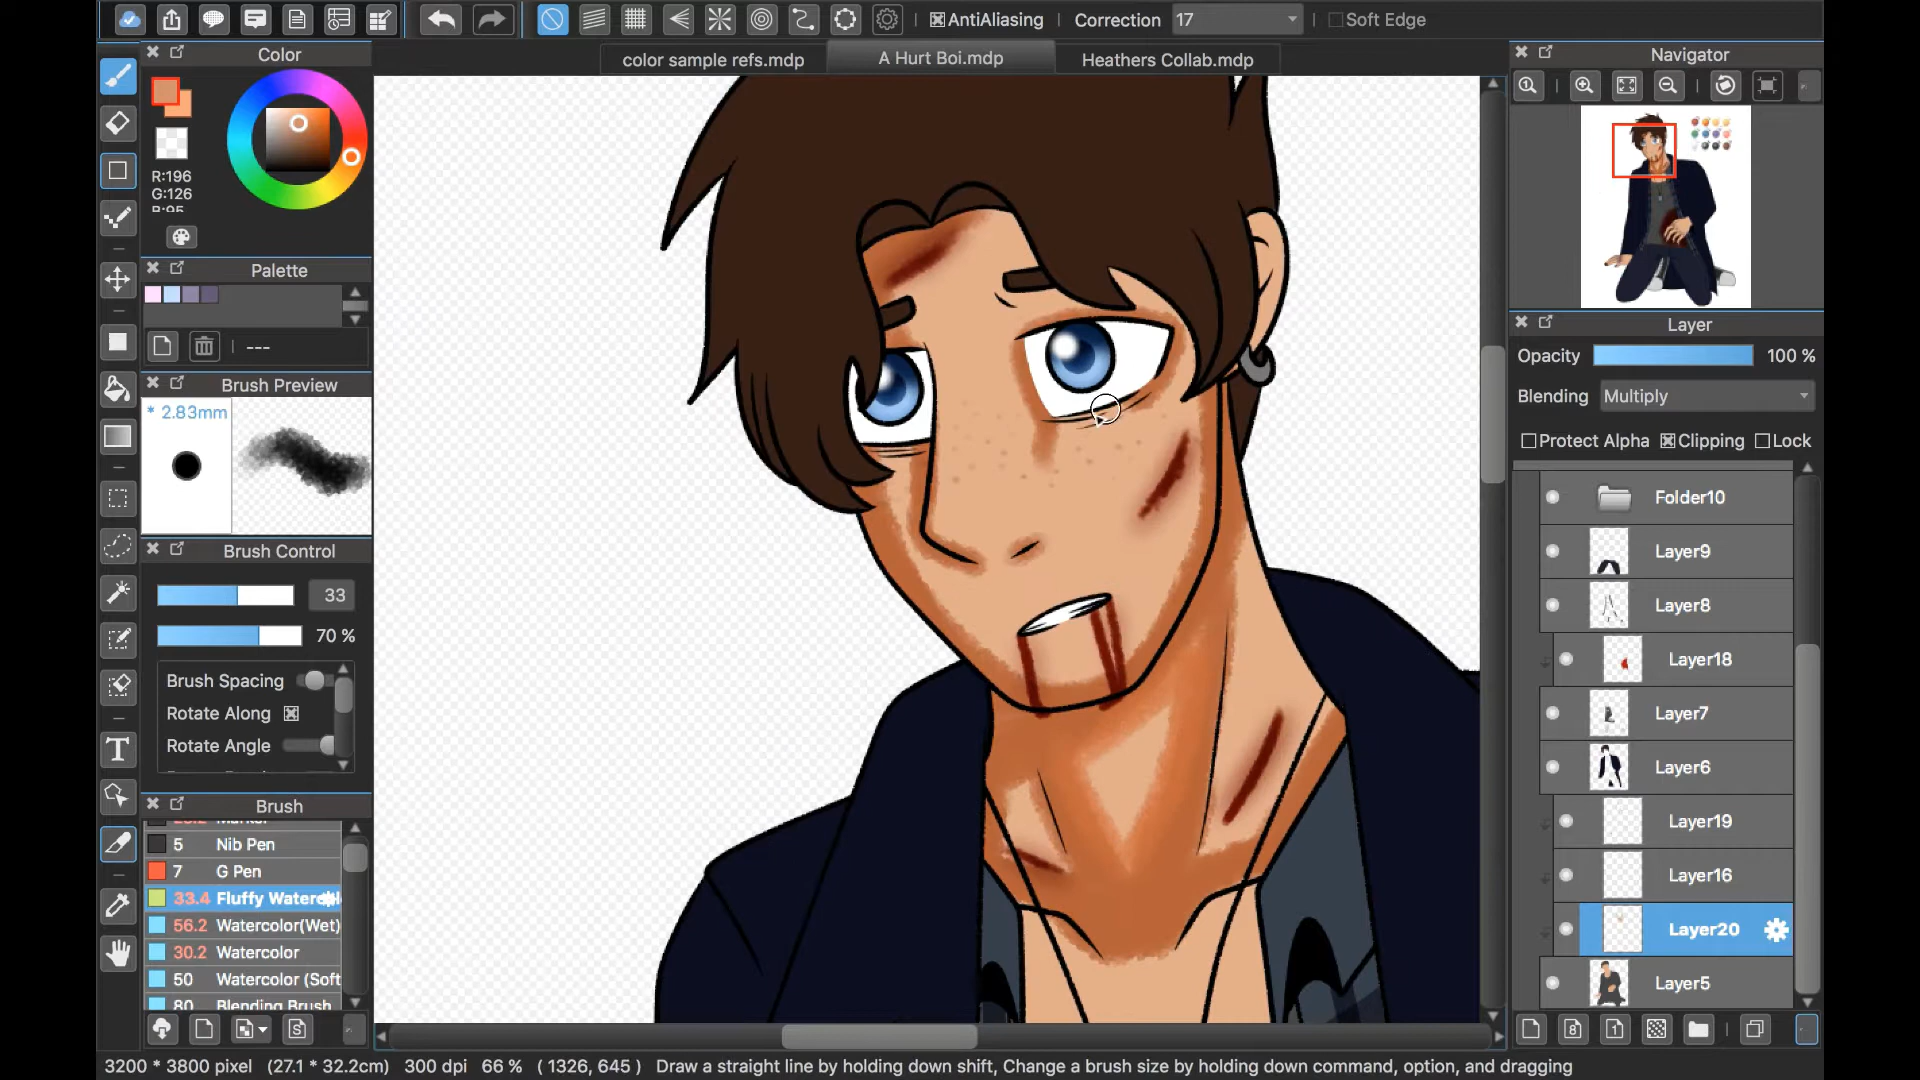 AntiAliasing
Correction
17
Soft Edge
color sample refs.mdp
A Hurt Boi.mdp
Heathers Collab.mdp
Color
R:196
G:126
B:95
Palette
---
Brush Preview
* 2.83mm
Brush Control
33
70 %
Brush Spacing
Rotate Along
Rotate Angle
Brush
Marker
5 Nib Pen
7 G Pen
33.4 Fluffy Waterc
56.2 Watercolor(Wet)
30.2 Watercolor
50 Watercolor (Soft
80 Blending Brush
Navigator
Layer
Opacity
100 %
Blending
Multiply
Protect Alpha
Clipping
Lock
Folder10
Layer9
Layer8
Layer18
Layer7
Layer6
Layer19
Layer16
Layer20
Layer5
3200 * 3800 pixel (27.1 * 32.2cm) 300 dpi 66 % ( 1326, 645 ) Draw a straight line by holding down shift, Change a brush size by holding down command, option, and dragging